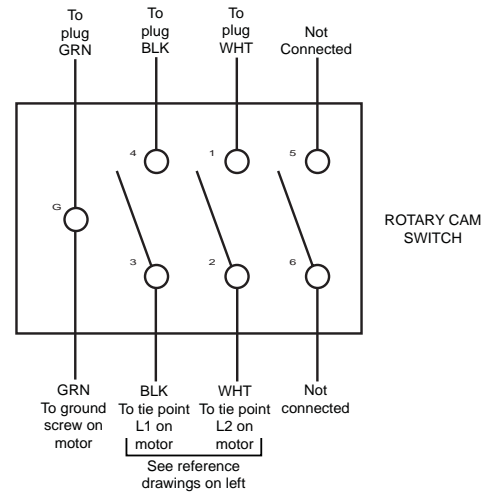 To
plug
GRN
To
plug
BLK
To
plug
WHT
Not
Connected
4
1
5
G
3
2
6
ROTARY CAM
SWITCH
GRN
To ground
screw on
motor
BLK
To tie point
L1 on
motor
WHT
To tie point
L2 on
motor
Not
connected
See reference
drawings on left